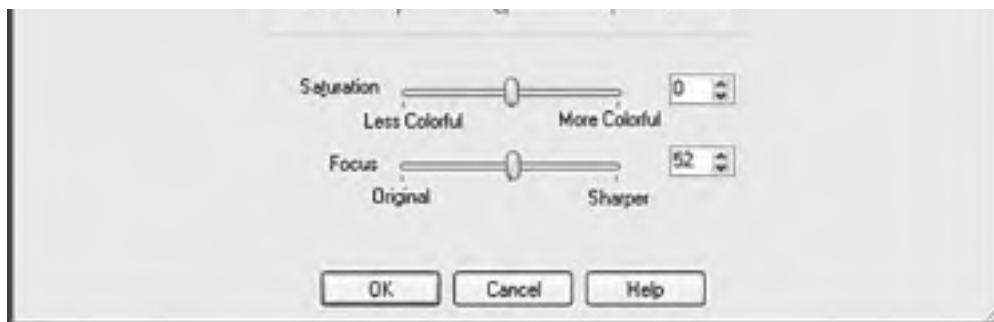 Saturation 0
Less Colorful More Colorful
Focus 52
Original Sharper
OK Cancel Help